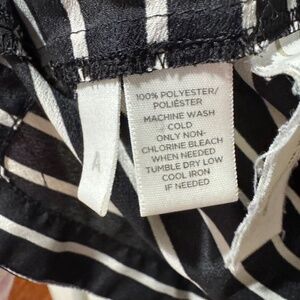 100% POLYESTER/
POLIÉSTER
MACHINE WASH
COLD
ONLY NON-
CHLORINE BLEACH
WHEN NEEDED
TUMBLE DRY LOW
COOL IRON
IF NEEDED
A